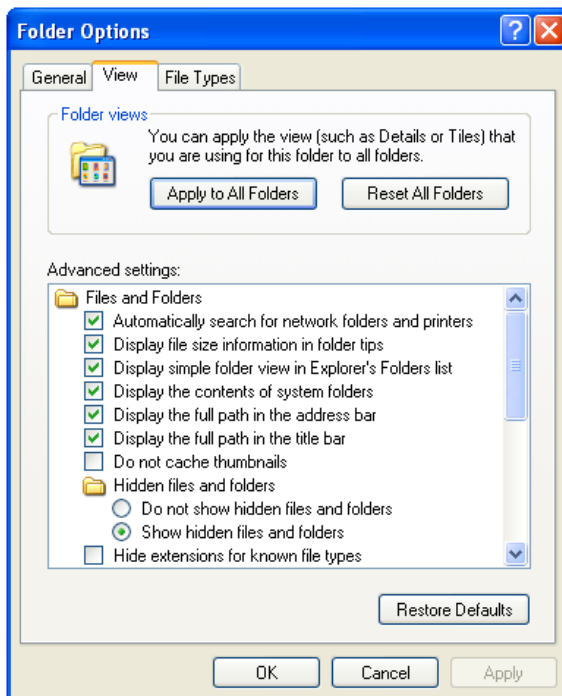 Folder Options
General View File Types
Folder views
You can apply the view (such as Details or Tiles) that
you are using for this folder to all folders.
Apply to All Folders Reset All Folders
Advanced settings:
Files and Folders
Automatically search for network folders and printers
Display file size information in folder tips
Display simple folder view in Explorer's Folders list
Display the contents of system folders
Display the full path in the address bar
Display the full path in the title bar
Do not cache thumbnails
Hidden files and folders
Do not show hidden files and folders
Show hidden files and folders
Hide extensions for known file types
Restore Defaults
OK Cancel Apply